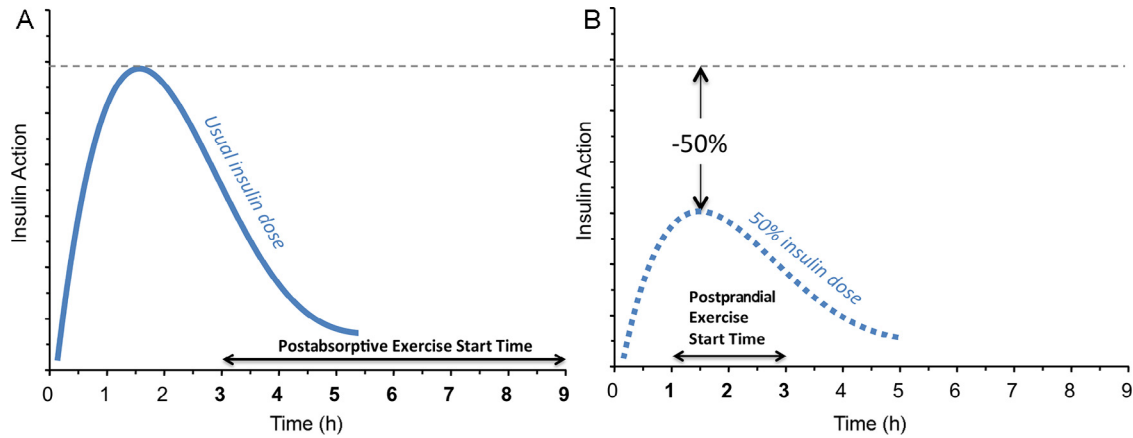 A
Insulin Action
Usual insulin dose
Postabsorptive Exercise Start Time
0 1 2 3 4 5 6 7 8 9
Time (h)
B
Insulin Action
-50%
50% insulin dose
Postprandial
Exercise
Start Time
0 1 2 3 4 5 6 7 8 9
Time (h)